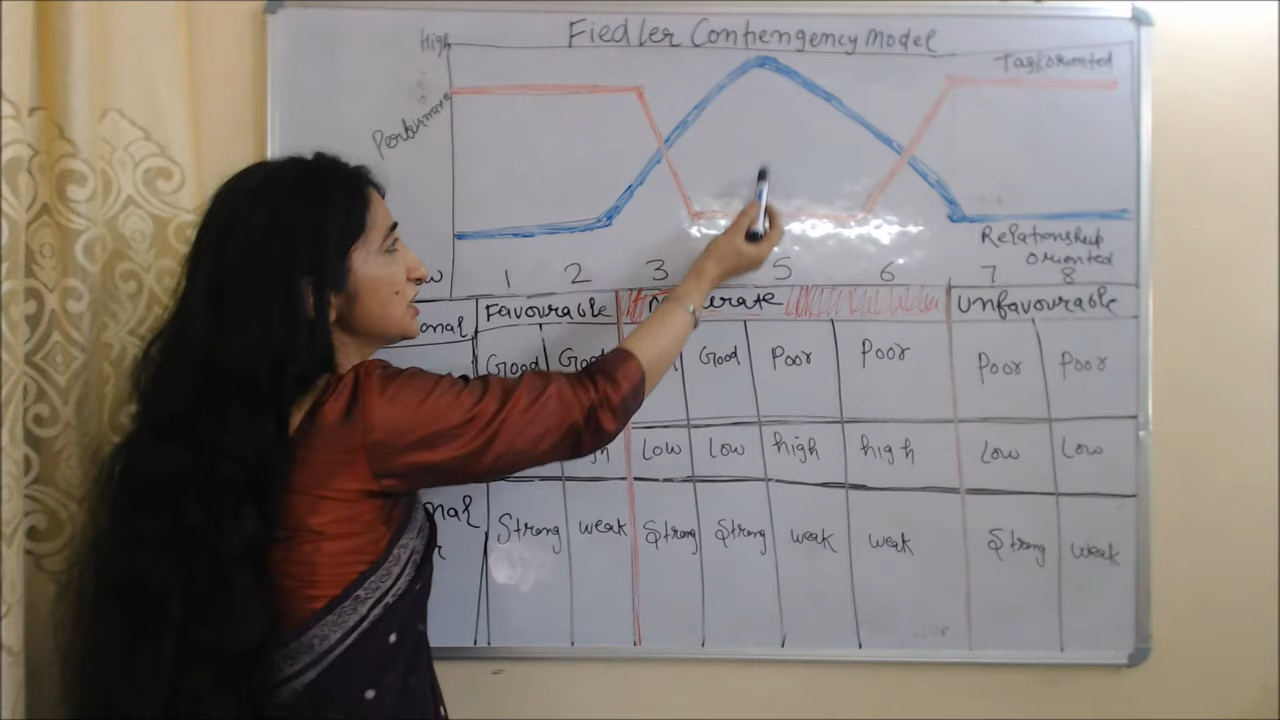 Fiedler Contengency Model
High
Task oriented
Performance
Relationship
oriented
1 2 3 5 6 7 8
Favourable unfavourable
Good Good Good Poor Poor Poor Poor
Low Low high high Low Low
Strong weak Strong Strong weak weak Strong weak